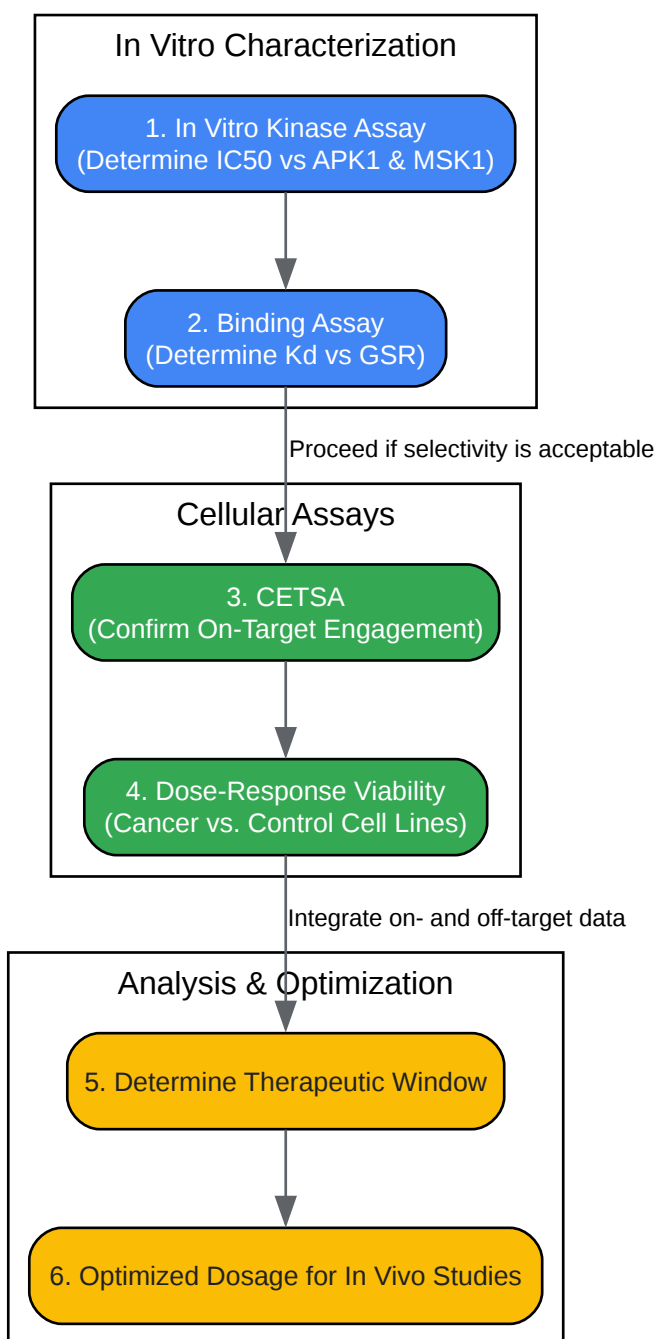 In Vitro Characterization
1. In Vitro Kinase Assay
(Determine IC50 vs APK1 & MSK1)
2. Binding Assay
(Determine Kd vs GSR)
Proceed if selectivity is acceptable
Cellular Assays
3. CETSA
(Confirm On-Target Engagement)
4. Dose-Response Viability
(Cancer vs. Control Cell Lines)
Integrate on- and off-target data
Analysis & Optimization
5. Determine Therapeutic Window
6. Optimized Dosage for In Vivo Studies